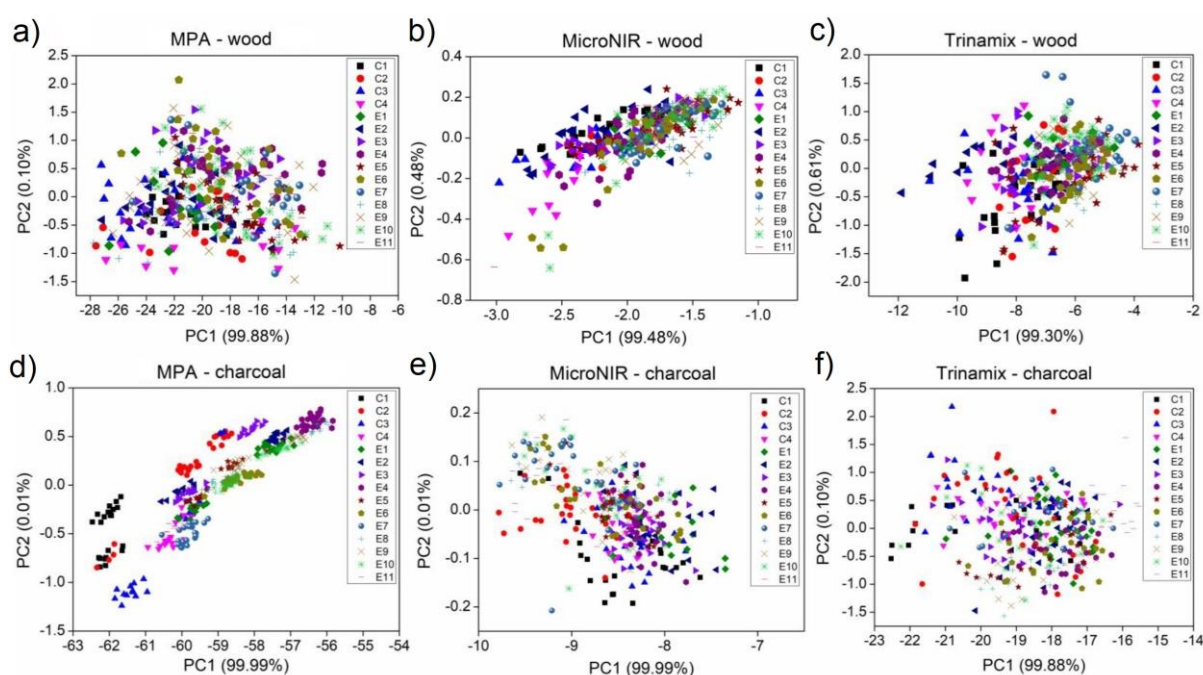 a)
MPA - wood
PC2 (0.10%)
2.5
2.0
1.5
1.0
0.5
0.0
-0.5
-1.0
-1.5
-28 -26 -24 -22 -20 -18 -16 -14 -12 -10 -8 -6
PC1 (99.88%)
C1
C2
C3
C4
E1
E2
E3
E4
E5
E6
E7
E8
E9
E10
E11
b)
MicroNIR - wood
PC2 (0.48%)
0.4
0.2
0.0
-0.2
-0.4
-0.6
0.8
-3.0 -2.5 -2.0 -1.5 -1.0
PC1 (99.48%)
C1
C2
C3
C4
E1
E2
E3
E4
E5
E6
E7
E8
E9
E10
E11
c)
Trinamix - wood
PC2 (0.61%)
2.0
1.5
1.0
0.5
0.0
-0.5
-1.0
-1.5
-2.0
-12 -10 -8 -6 -4 -2
PC1 (99.30%)
C1
C2
C3
C4
E1
E2
E3
E4
E5
E6
E7
E8
E9
E10
E11
d)
MPA - charcoal
PC2 (0.01%)
1.0
0.5
0.0
-0.5
-1.0
-1.5
-63 -62 -61 -60 -59 -58 -57 -56 -55 -54
PC1 (99.99%)
C1
C2
C3
C4
E1
E2
E3
E4
E5
E6
E7
E8
E9
E10
E11
e)
MicroNIR - charcoal
PC2 (0.01%)
0.2
0.1
0.0
-0.1
-0.2
-10 -9 -8 -7
PC1 (99.99%)
C1
C2
C3
C4
E1
E2
E3
E4
E5
E6
E7
E8
E9
E10
E11
f)
Trinamix - charcoal
PC2 (0.10%)
2.5
2.0
1.5
1.0
0.5
0.0
-0.5
-1.0
-1.5
-23 -22 -21 -20 -19 -18 -17 -16 -15 -14
PC1 (99.88%)
C1
C2
C3
C4
E1
E2
E3
E4
E5
E6
E7
E8
E9
E10
E11